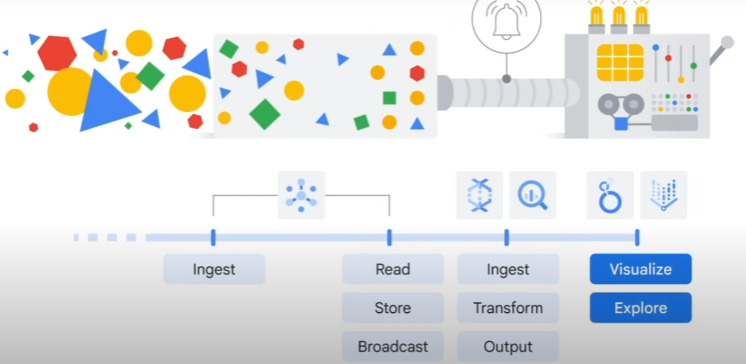 Ingest
Read
Store
Broadcast
Ingest
Transform
Output
Visualize
Explore